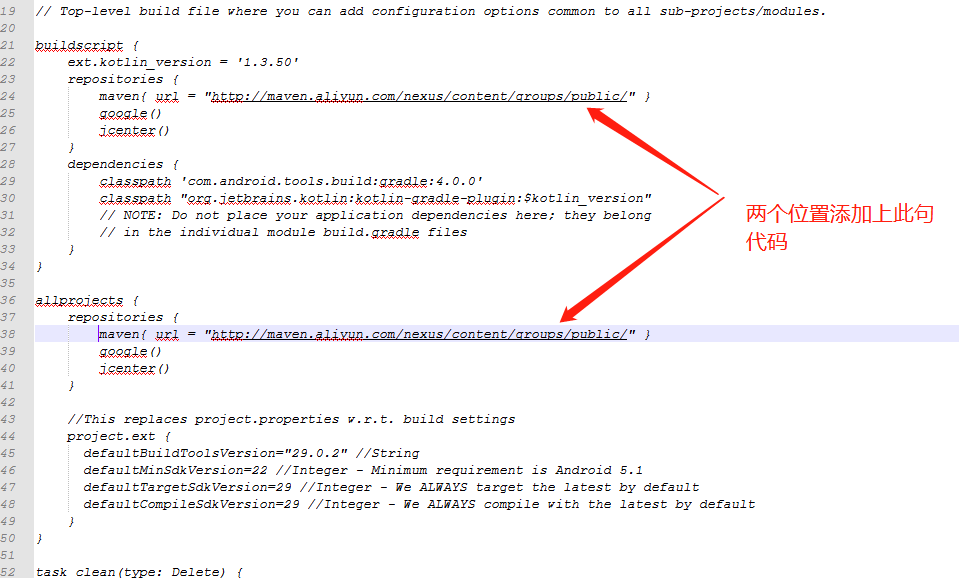 19 // Top-level build file where you can add configuration options common to all sub-projects/modules.
20
21 buildscript {
22 ext.kotlin_version = '1.3.50'
23 repositories {
24 maven{ url = "http://maven.aliyun.com/nexus/content/groups/public/" }
25 google()
26 jcenter()
27 }
28 dependencies {
29 classpath 'com.android.tools.build:gradle:4.0.0'
30 classpath "org.jetbrains.kotlin:kotlin-gradle-plugin:$kotlin_version"
31 // NOTE: Do not place your application dependencies here; they belong
32 // in the individual module build.gradle files
33 }
34 }
35
36 allprojects {
37 repositories {
38 maven{ url = "http://maven.aliyun.com/nexus/content/groups/public/" }
39 google()
40 jcenter()
41 }
42
43 //This replaces project.properties w.r.t. build settings
44 project.ext {
45 defaultBuildToolsVersion="29.0.2" //String
46 defaultMinSdkVersion=22 //Integer - Minimum requirement is Android 5.1
47 defaultTargetSdkVersion=29 //Integer - We ALWAYS target the latest by default
48 defaultCompileSdkVersion=29 //Integer - We ALWAYS compile with the latest by default
49 }
50 }
51
52 task clean(type: Delete) {
两个位置添加上此句
代码